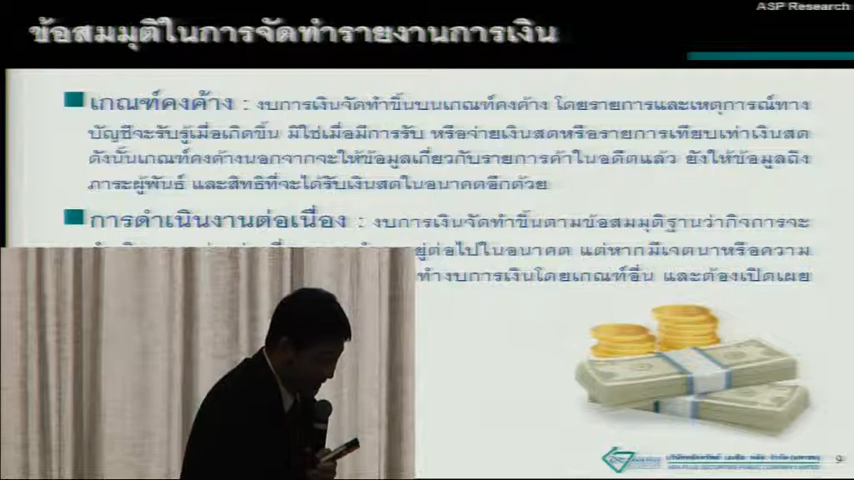 ASP Research
ข้อสมมุติในการจัดทำรายงานการเงิน
เกณฑ์คงค้าง : งบการเงินจัดทำขึ้นบนเกณฑ์คงค้าง โดยรายการและเหตุการณ์ทาง
บัญชีจะรับรู้เมื่อเกิดขึ้น มิใช่เมื่อมีการรับ หรือจ่ายเงินสดหรือรายการเทียบเท่าเงินสด
ดังนั้นเกณฑ์คงค้างนอกจากจะให้ข้อมูลเกี่ยวกับรายการค้าในอดีตแล้ว ยังให้ข้อมูลถึง
ภาระผู้พันธ์ และสิทธิที่จะได้รับเงินสดในอนาคตอีกด้วย
การดำเนินงานต่อเนื่อง : งบการเงินจัดทำขึ้นตามข้อสมมุติฐานว่ากิจการจะ
ยู่ต่อไปในอนาคต แต่หากมีเจตนาหรือความ
ทำงบการเงินโดยเกณฑ์อื่น และต้องเปิดเผย
9